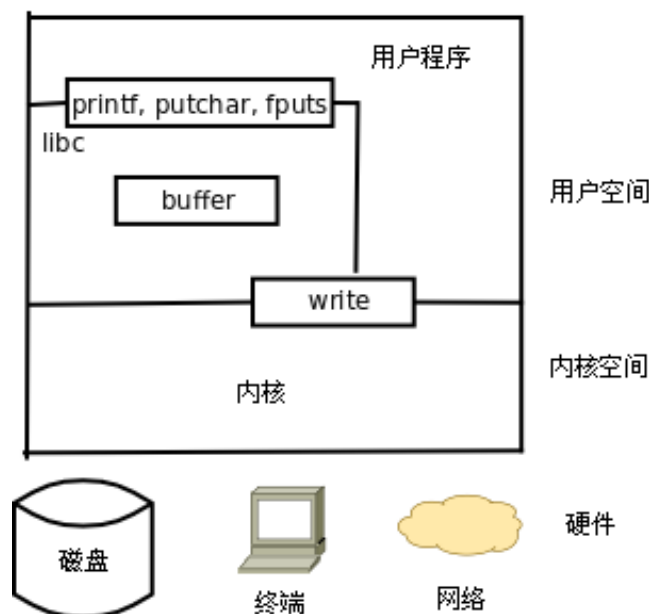 用户程序
printf, putchar, fputs
libc
buffer
用户空间
write
内核空间
内核
硬件
磁盘
终端
网络